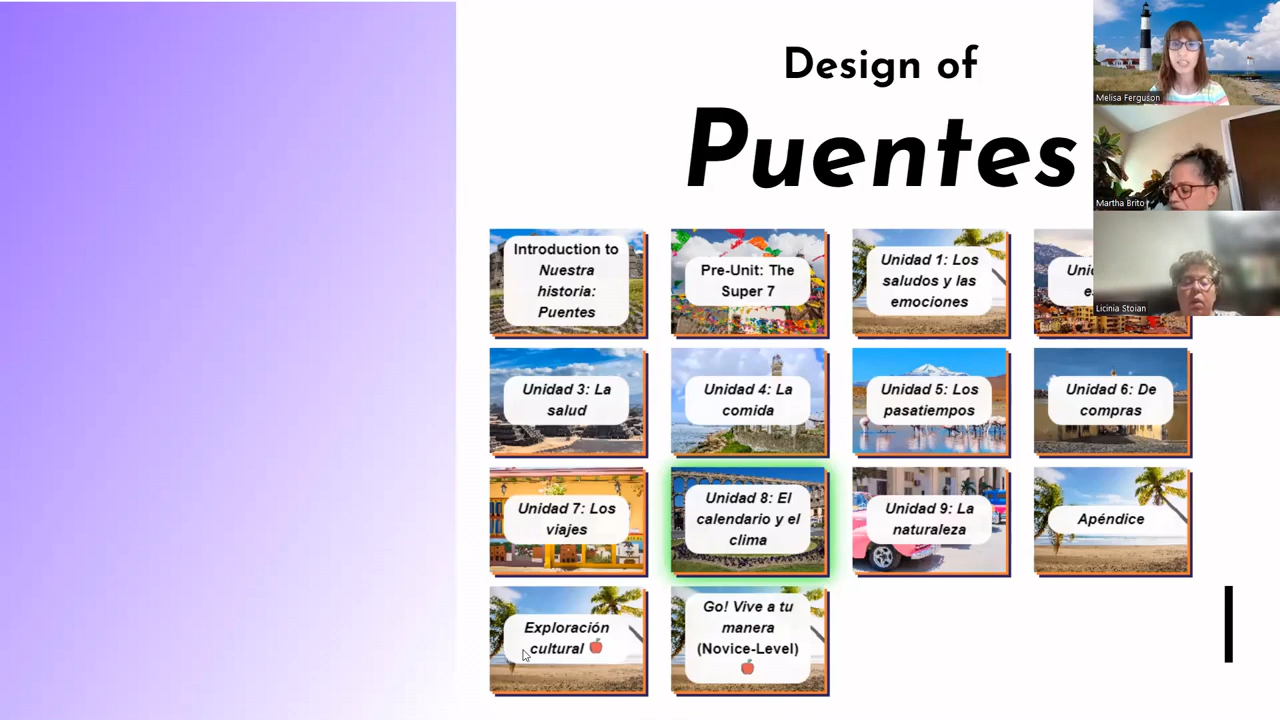 Design of
Puentes
Melisa Ferguson
Martha Brito
Licinia Stoian
Introduction to
Nuestra
historia:
Puentes
Pre-Unit: The
Super 7
Unidad 1: Los
saludos y las
emociones
Unidad 3: La
salud
Unidad 4: La
comida
Unidad 5: Los
pasatiempos
Unidad 6: De
compras
Unidad 7: Los
viajes
Unidad 8: El
calendario y el
clima
Unidad 9: La
naturaleza
Apéndice
Exploración
cultural
Go! Vive a tu
manera
(Novice-Level)